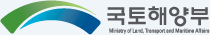 국토해양부
Ministry of Land, Transport and Maritime Affairs